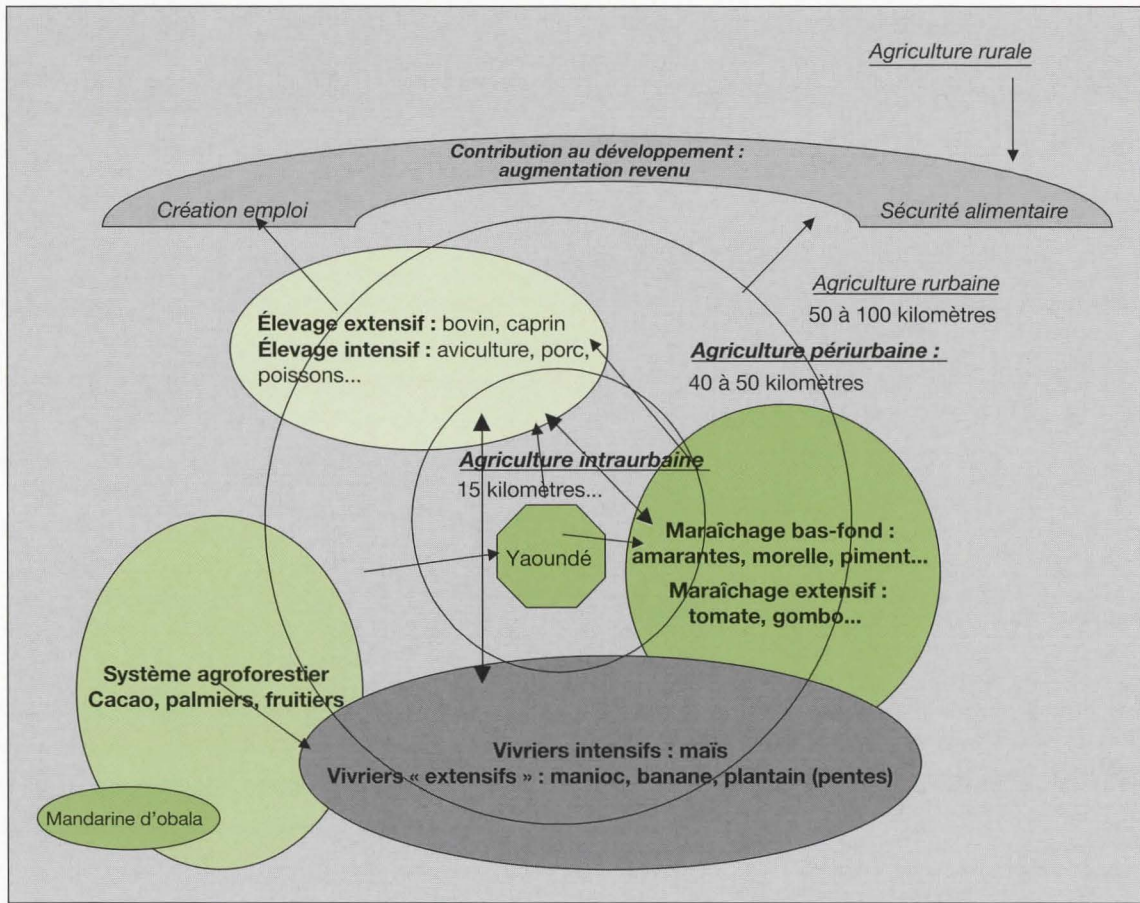 Agriculture rurale
Contribution au développement :
augmentation revenu
Création emploi
Sécurité alimentaire
Agriculture rurbaine
50 à 100 kilomètres
Élevage extensif : bovin, caprin
Élevage intensif : aviculture, porc,
poissons...
Agriculture périurbaine :
40 à 50 kilomètres
Agriculture intraurbaine
15 kilomètres...
Yaoundé
Maraîchage bas-fond :
amarantes, morelle, piment...
Maraîchage extensif :
tomate, gombo...
Système agroforestier
Cacao, palmiers, fruitiers
Vivriers intensifs : maïs
Vivriers « extensifs » : manioc, banane, plantain (pentes)
Mandarine d'obala